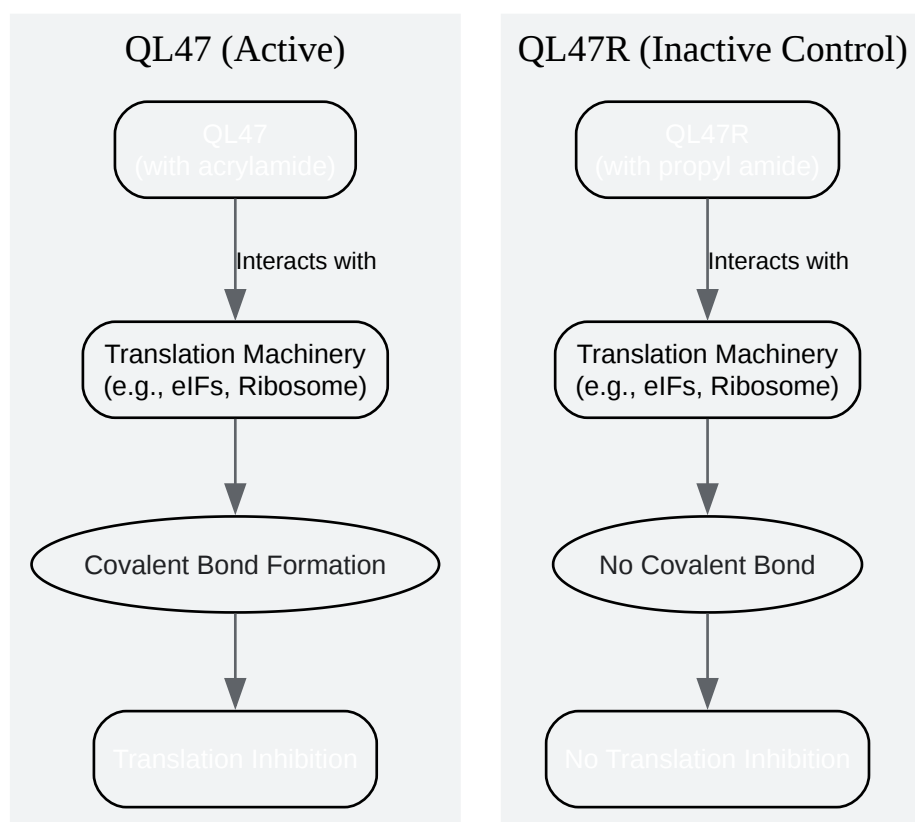 QL47 (Active)
QL47
(with acrylamide)
Interacts with
Translation Machinery
(e.g., eIFs, Ribosome)
Covalent Bond Formation
Translation Inhibition
QL47R (Inactive Control)
QL47R
(with propyl amide)
Interacts with
Translation Machinery
(e.g., eIFs, Ribosome)
No Covalent Bond
No Translation Inhibition